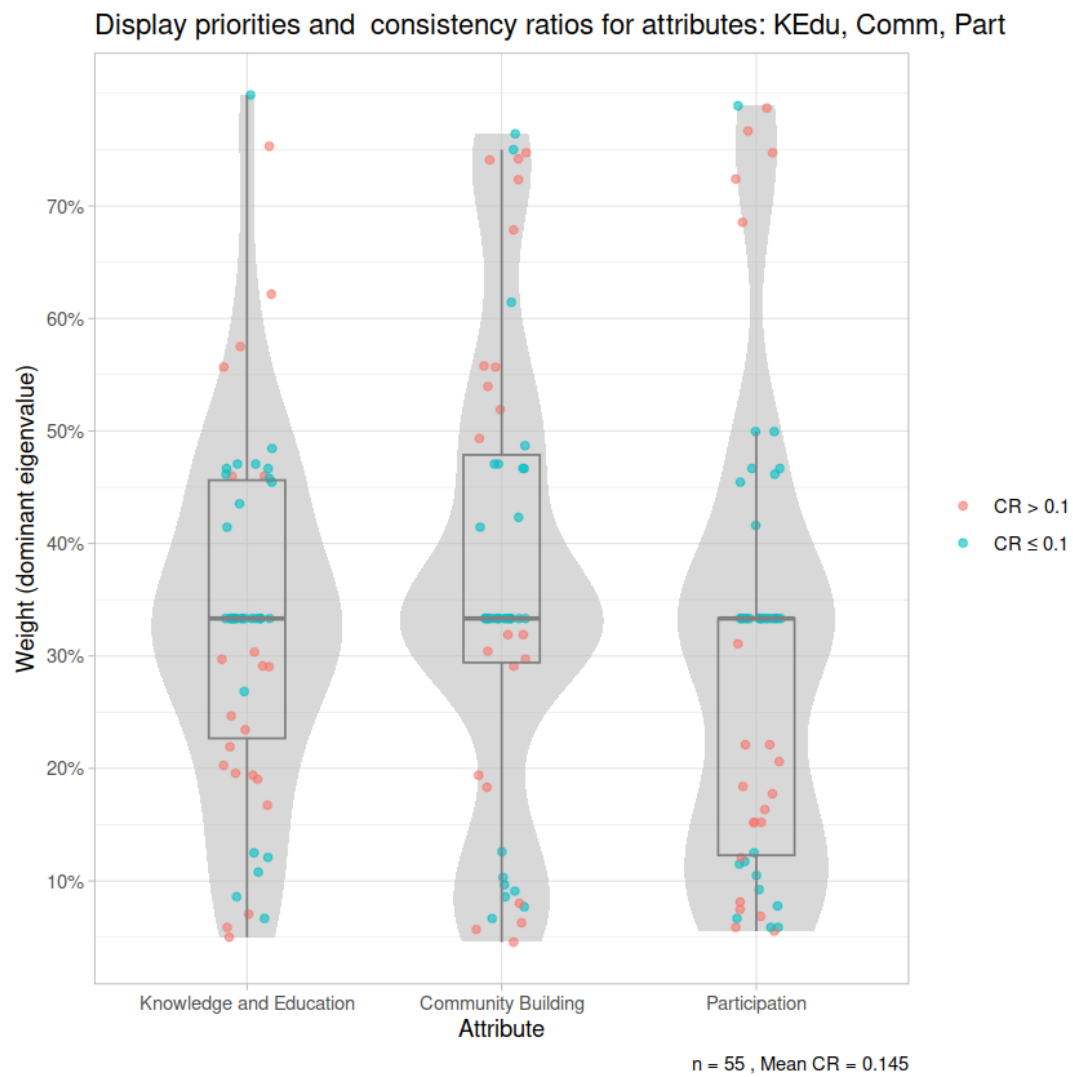 Display priorities and  consistency ratios for attributes: KEdu, Comm, Part
Weight (dominant eigenvalue)
70%
60%
50%
40%
30%
20%
10%
CR > 0.1
CR ≤ 0.1
Knowledge and Education
Community Building
Participation
Attribute
n = 55 , Mean CR = 0.145